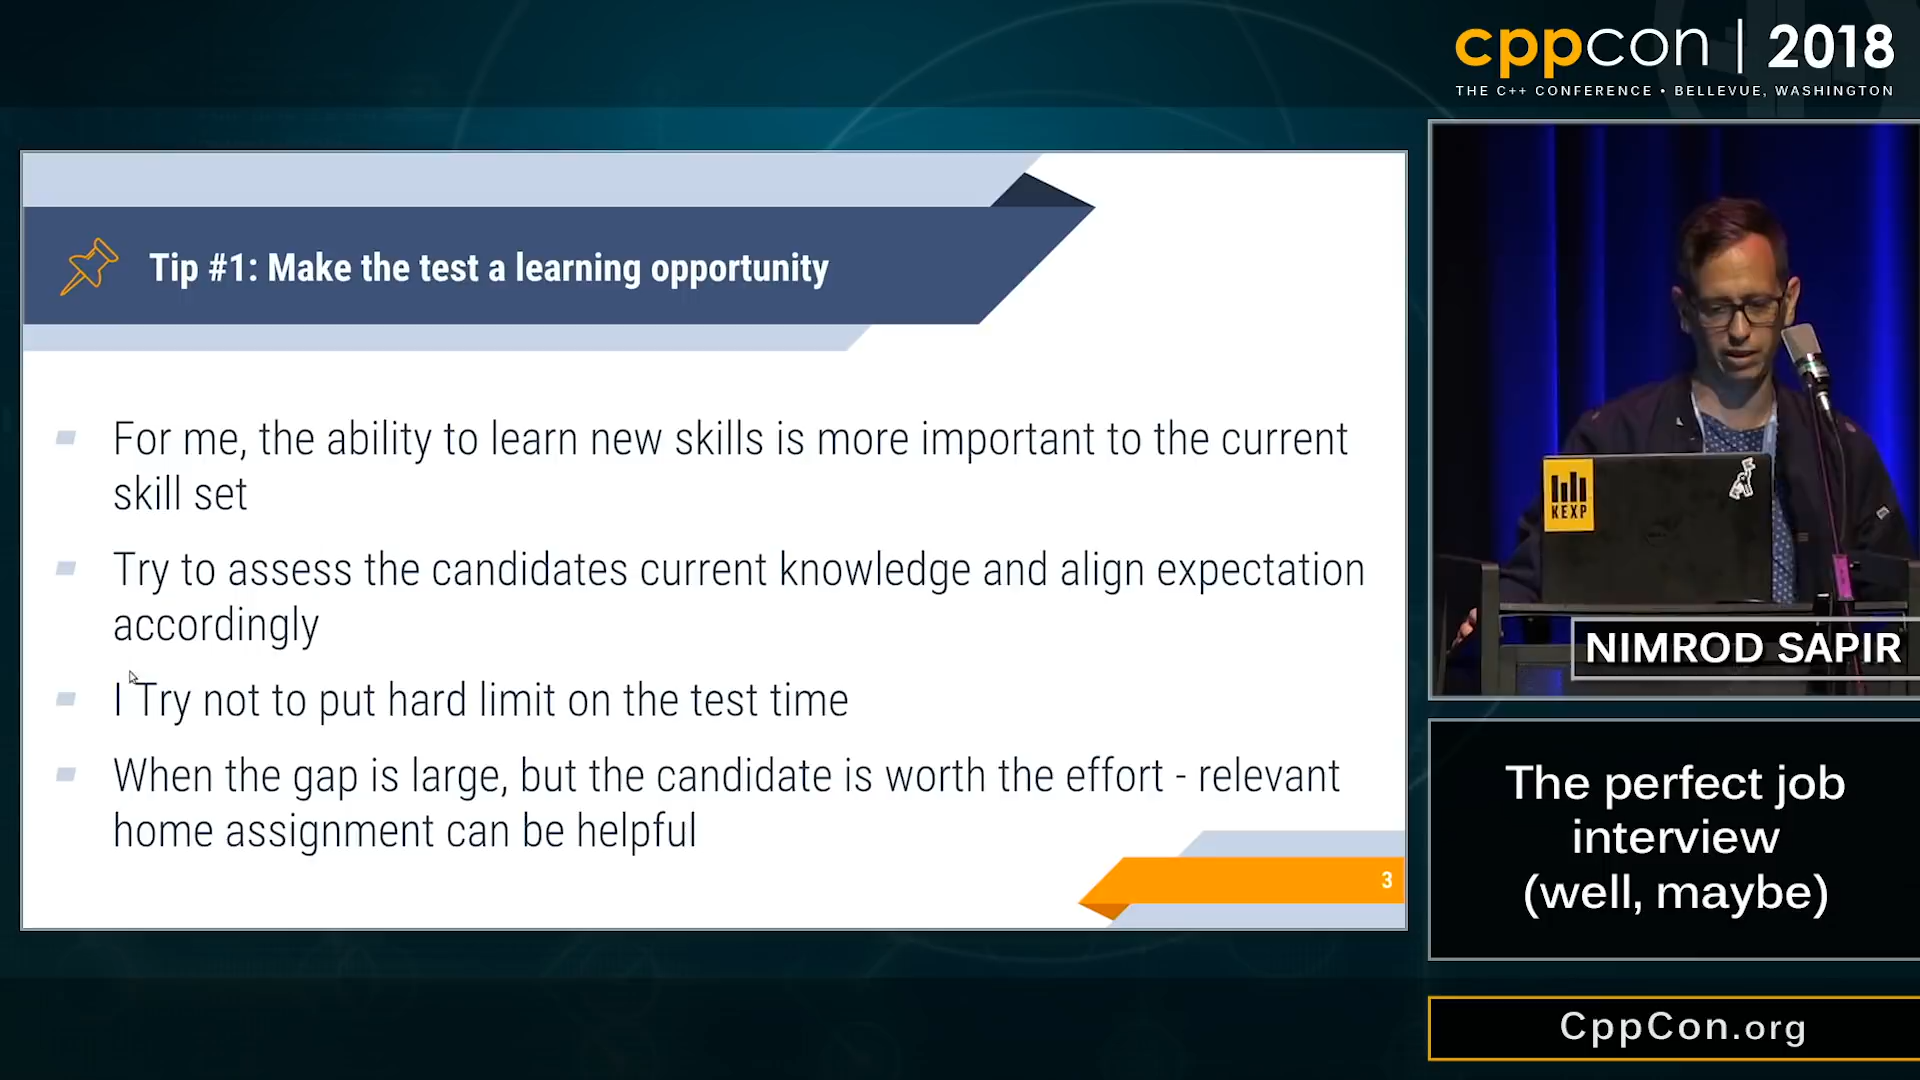 cppcon | 2018
THE C++ CONFERENCE • BELLEVUE, WASHINGTON
Tip #1: Make the test a learning opportunity
For me, the ability to learn new skills is more important to the current
skill set
Try to assess the candidates current knowledge and align expectation
accordingly
I Try not to put hard limit on the test time
When the gap is large, but the candidate is worth the effort - relevant
home assignment can be helpful
3
KEXP
NIMROD SAPIR
The perfect job
interview
(well, maybe)
CppCon.org